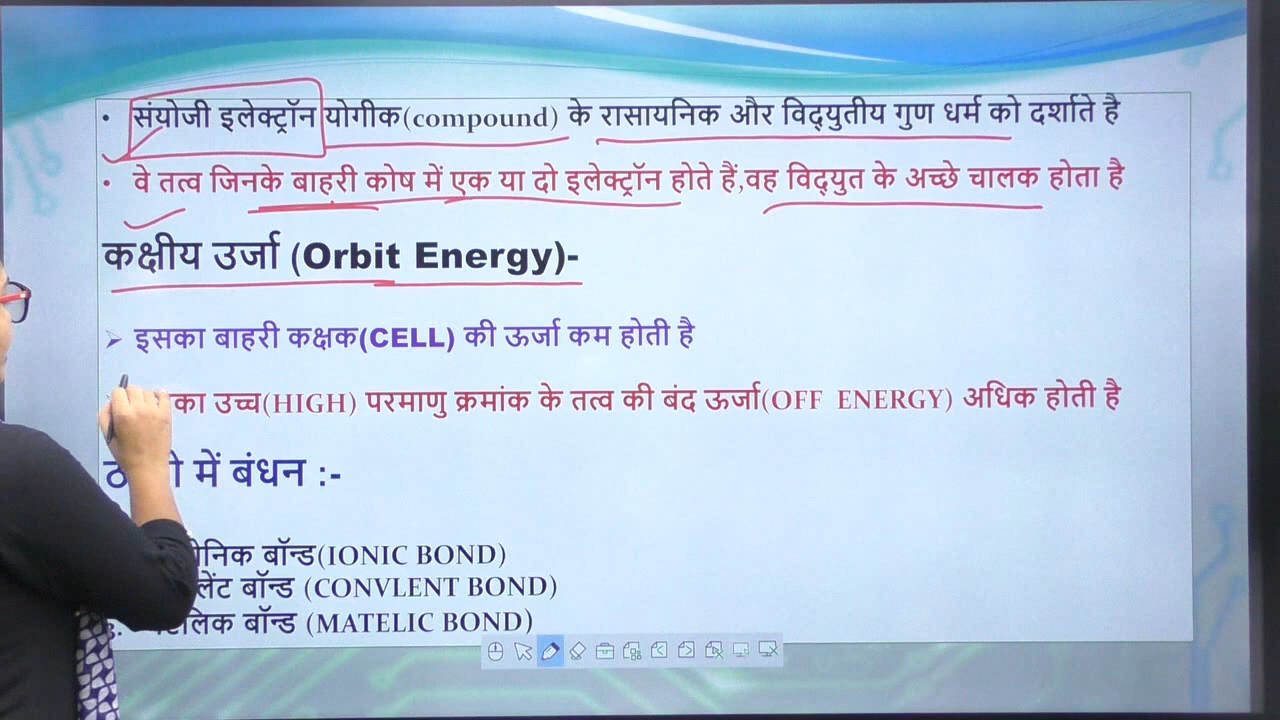 • संयोजी इलेक्ट्रॉन योगीक(compound) के रासायनिक और विद्युतीय गुण धर्म को दर्शाते है
• वे तत्व जिनके बाहरी कोष में एक या दो इलेक्ट्रॉन होते हैं,वह विद्युत के अच्छे चालक होता है
कक्षीय उर्जा (Orbit Energy)-
➢ इसका बाहरी कक्षक(CELL) की ऊर्जा कम होती है
उच्च(HIGH) परमाणु क्रमांक के तत्व की बंद ऊर्जा(OFF ENERGY) अधिक होती है
में बंधन :-
बॉन्ड(IONIC BOND)
बॉन्ड (CONVLENT BOND)
बॉन्ड (MATELIC BOND)